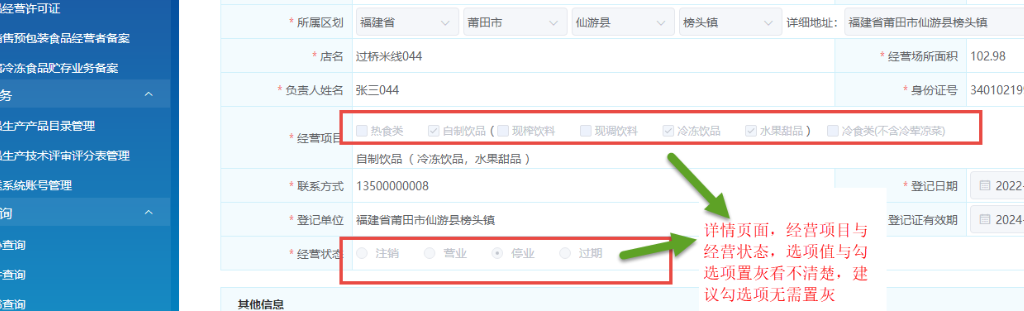 经营许可证
销售预包装食品经营者备案
冷冻食品贮存业务备案
务
生产产品目录管理
生产技术评审评分表管理
系统账号管理
询
查询
查询
查询
* 所属区划 福建省 莆田市 仙游县 榜头镇 详细地址： 福建省莆田市仙游县榜头镇
* 店名 过桥米线044 * 经营场所面积 102.98
* 负责人姓名 张三044 * 身份证号 340102199
* 经营项目 热食类 自制饮品 ( 现榨饮料 现调饮料 冷冻饮品 水果甜品 ) 冷食类(不含冷荤凉菜)
自制饮品（ 冷冻饮品，水果甜品 ）
* 联系方式 13500000008 * 登记日期 2022-
* 登记单位 福建省莆田市仙游县榜头镇 * 登记证有效期 2024-
* 经营状态 注销 营业 停业 过期
其他信息
详情页面，经营项目与
经营状态，选项值与勾
选项置灰看不清楚，建
议勾选项无需置灰